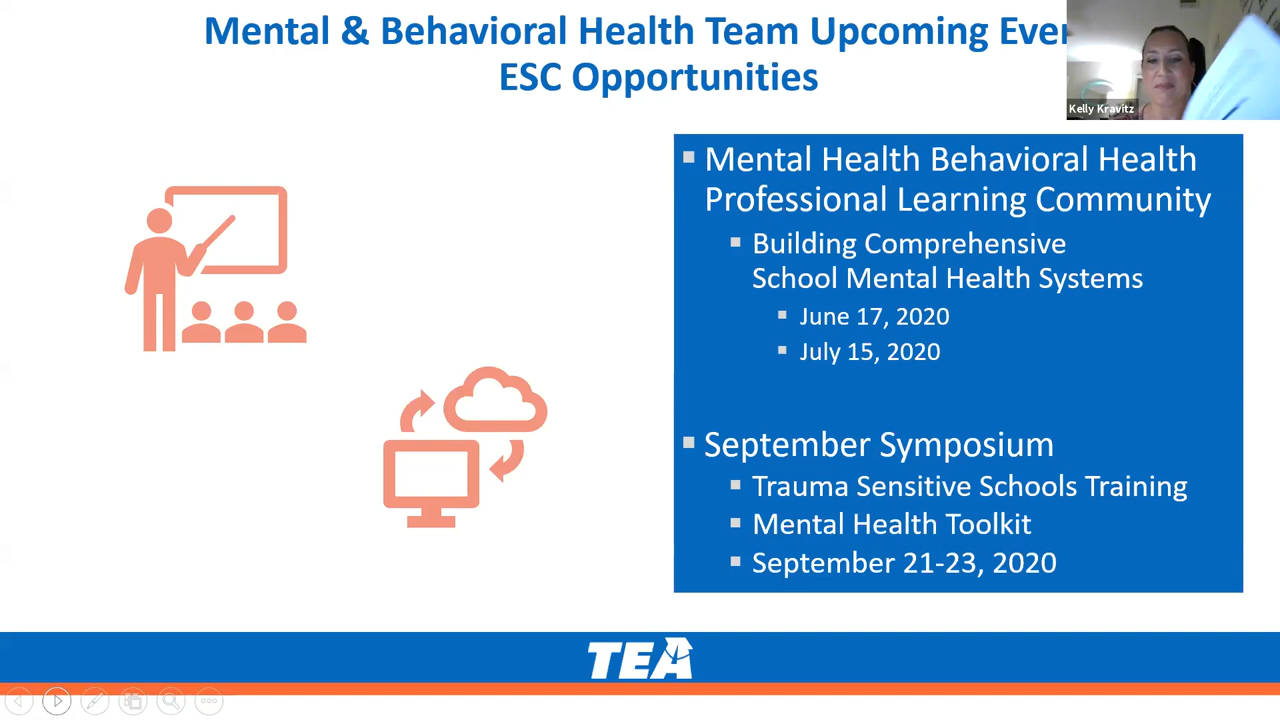 Mental & Behavioral Health Team Upcoming
ESC Opportunities
Kelly Kravitz
Mental Health Behavioral Health
Professional Learning Community
Building Comprehensive
School Mental Health Systems
June 17, 2020
July 15, 2020
September Symposium
Trauma Sensitive Schools Training
Mental Health Toolkit
September 21-23, 2020
TEA